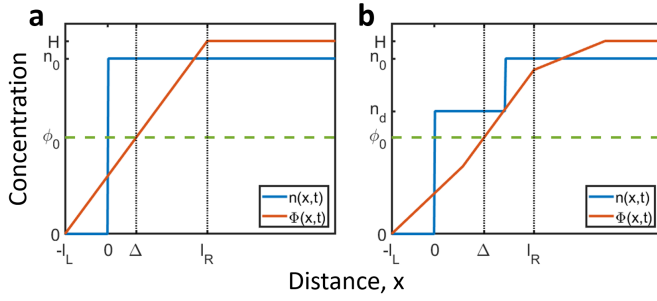 a
b
Concentration
H
n0
ϕ0
0
-lL
0
Δ
lR
n(x,t)
Φ(x,t)
H
n0
nd
ϕ0
0
-lL
0
Δ
lR
n(x,t)
Φ(x,t)
Distance, x